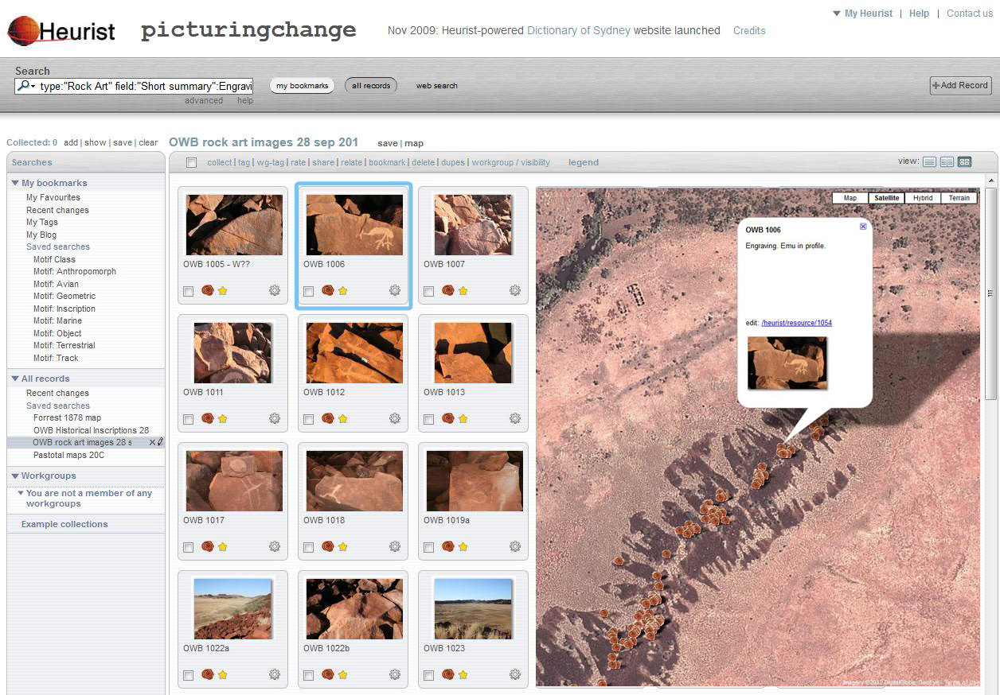 Heurist
picturingchange
Nov 2009: Heurist-powered Dictionary of Sydney website launched Credits
My Heurist | Help | Contact us
Search
type:"Rock Art" field:"Short summary":Engravi
my bookmarks
all records
web search
+Add Record
advanced help
Collected: 0 add | show | save | clear
OWB rock art images 28 sep 201 save | map
Searches
collect | tag | wg-tag | rate | share | relate | bookmark | delete | dupes | workgroup / visibility legend
view:
My bookmarks
My Favourites
Recent changes
My Tags
My Blog
Saved searches
Motif Class
Motif: Anthropomorph
Motif: Avian
Motif: Geometric
Motif: Inscription
Motif: Marine
Motif: Object
Motif: Terrestrial
Motif: Track
All records
Recent changes
Saved searches
Forrest 1878 map
OWB Historical Inscriptions 28
OWB rock art images 28 s
Pastotal maps 20C
Workgroups
You are not a member of any
workgroups
Example collections
OWB 1005 - W??
OWB 1006
OWB 1007
OWB 1011
OWB 1012
OWB 1013
OWB 1017
OWB 1018
OWB 1019a
OWB 1022a
OWB 1022b
OWB 1023
Map Satellite Hybrid Terrain
OWB 1006
Engraving. Emu in profile.
edit: /heurist/resource/1054
Imagery ©2012 DigitalGlobe, GeoEye - Terms of Use